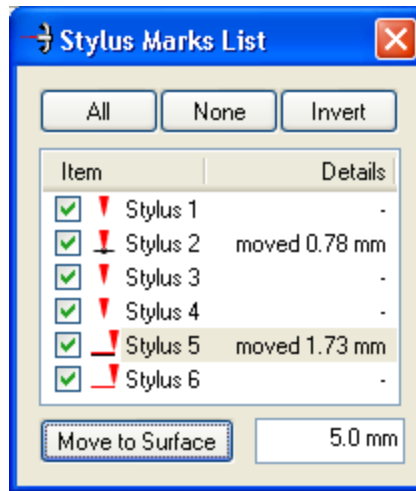 Stylus Marks List
All None Invert
Item Details
Stylus 1 -
Stylus 2 moved 0.78 mm
Stylus 3 -
Stylus 4 -
Stylus 5 moved 1.73 mm
Stylus 6 -
Move to Surface 5.0 mm